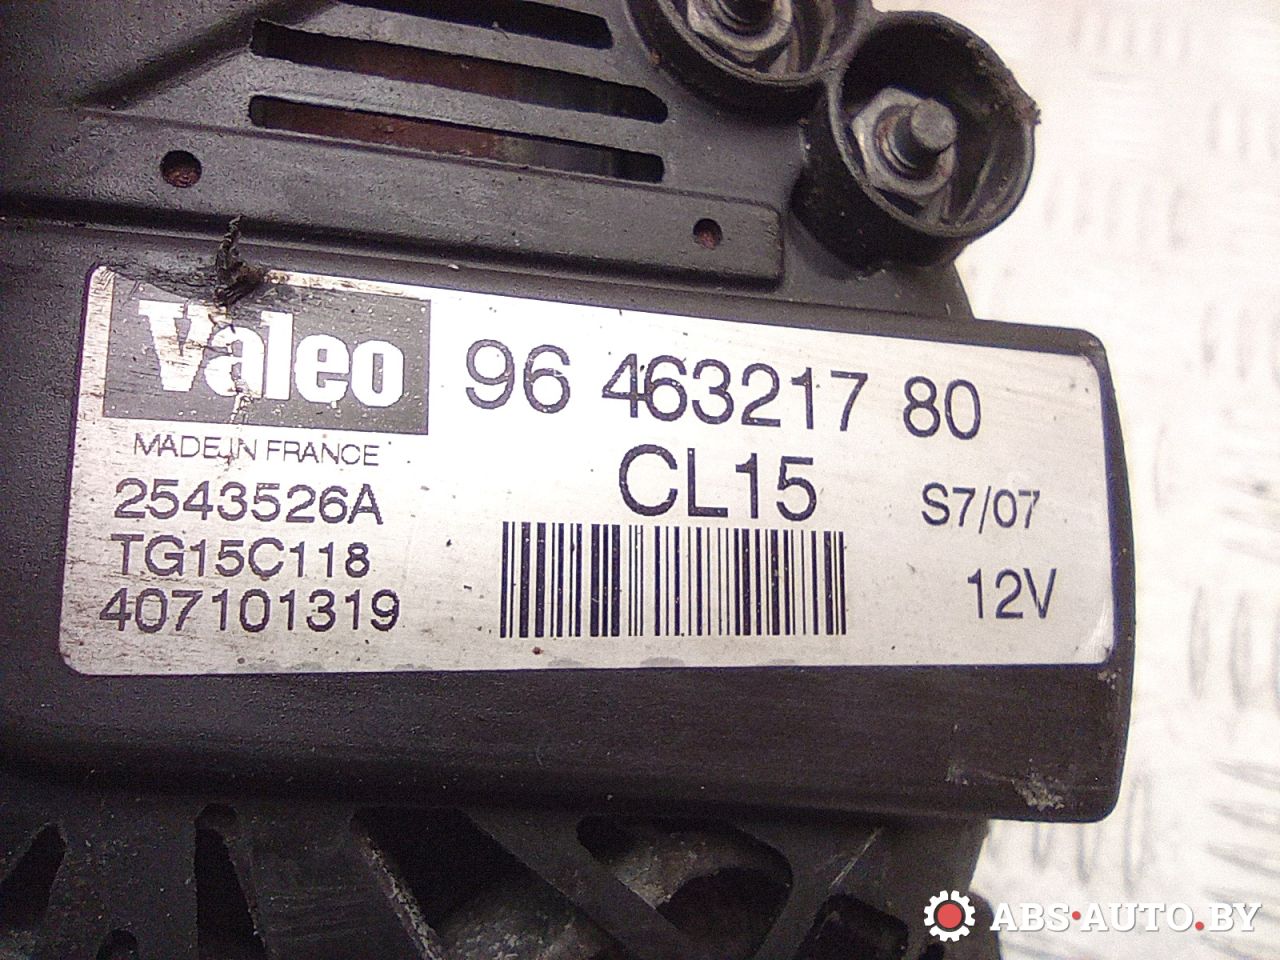 Valeo
96 463217 80
MADE IN FRANCE
CL15
2543526A
S7/07
TG15C118
12V
407101319
ABS-AUTO.BY